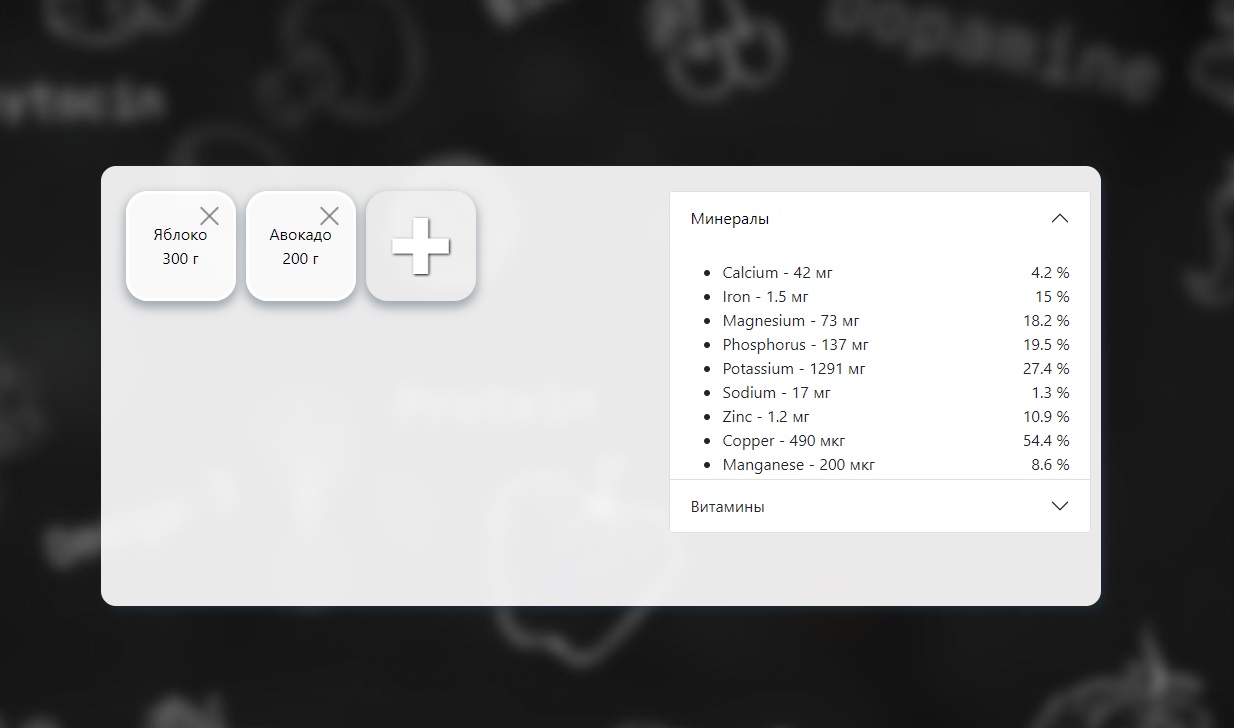 Dopamine
Яблоко
300 г
Авокадо
200 г
Минералы
Calcium - 42 мг 4.2 %
Iron - 1.5 мг 15 %
Magnesium - 73 мг 18.2 %
Phosphorus - 137 мг 19.5 %
Potassium - 1291 мг 27.4 %
Sodium - 17 мг 1.3 %
Zinc - 1.2 мг 10.9 %
Copper - 490 мкг 54.4 %
Manganese - 200 мкг 8.6 %
Витамины